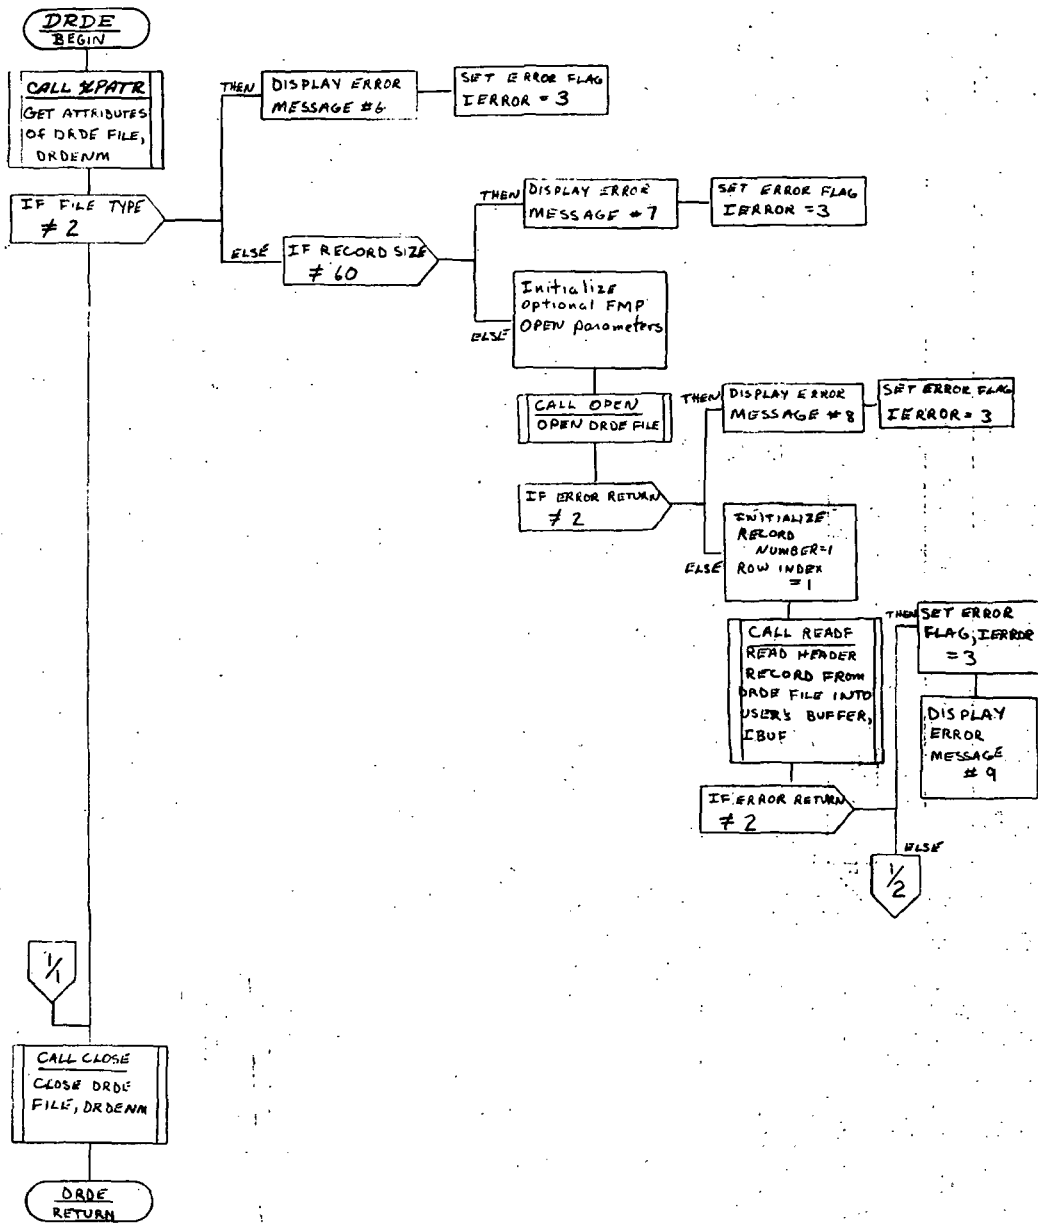 DRDE
BEGIN
CALL %PATR
GET ATTRIBUTES
OF DRDE FILE,
DRDENM
IF FILE TYPE
≠ 2
THEN
DISPLAY ERROR
MESSAGE #6
SET ERROR FLAG
IERROR = 3
ELSE
IF RECORD SIZE
≠ 60
THEN
DISPLAY ERROR
MESSAGE #7
SET ERROR FLAG
IERROR = 3
ELSE
Initialize
optional FMP
OPEN parameters
CALL OPEN
OPEN DRDE FILE
IF ERROR RETURN
≠ 2
THEN
DISPLAY ERROR
MESSAGE #8
SET ERROR FLAG
IERROR = 3
ELSE
INITIALIZE
RECORD
NUMBER=1
ROW INDEX
=1
CALL READF
READ HEADER
RECORD FROM
DRDE FILE INTO
USER'S BUFFER,
IBUF
IF ERROR RETURN
≠ 2
THEN
SET ERROR
FLAG, IERROR
= 3
DISPLAY
ERROR
MESSAGE
# 9
ELSE
1/2
1/1
CALL CLOSE
CLOSE DRDE
FILE, DRDENM
DRDE
RETURN